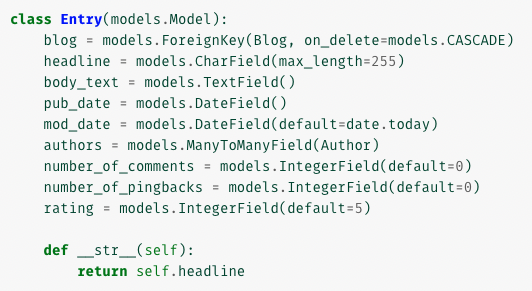 class Entry(models.Model):
    blog = models.ForeignKey(Blog, on_delete=models.CASCADE)
    headline = models.CharField(max_length=255)
    body_text = models.TextField()
    pub_date = models.DateField()
    mod_date = models.DateField(default=date.today)
    authors = models.ManyToManyField(Author)
    number_of_comments = models.IntegerField(default=0)
    number_of_pingbacks = models.IntegerField(default=0)
    rating = models.IntegerField(default=5)

    def __str__(self):
        return self.headline